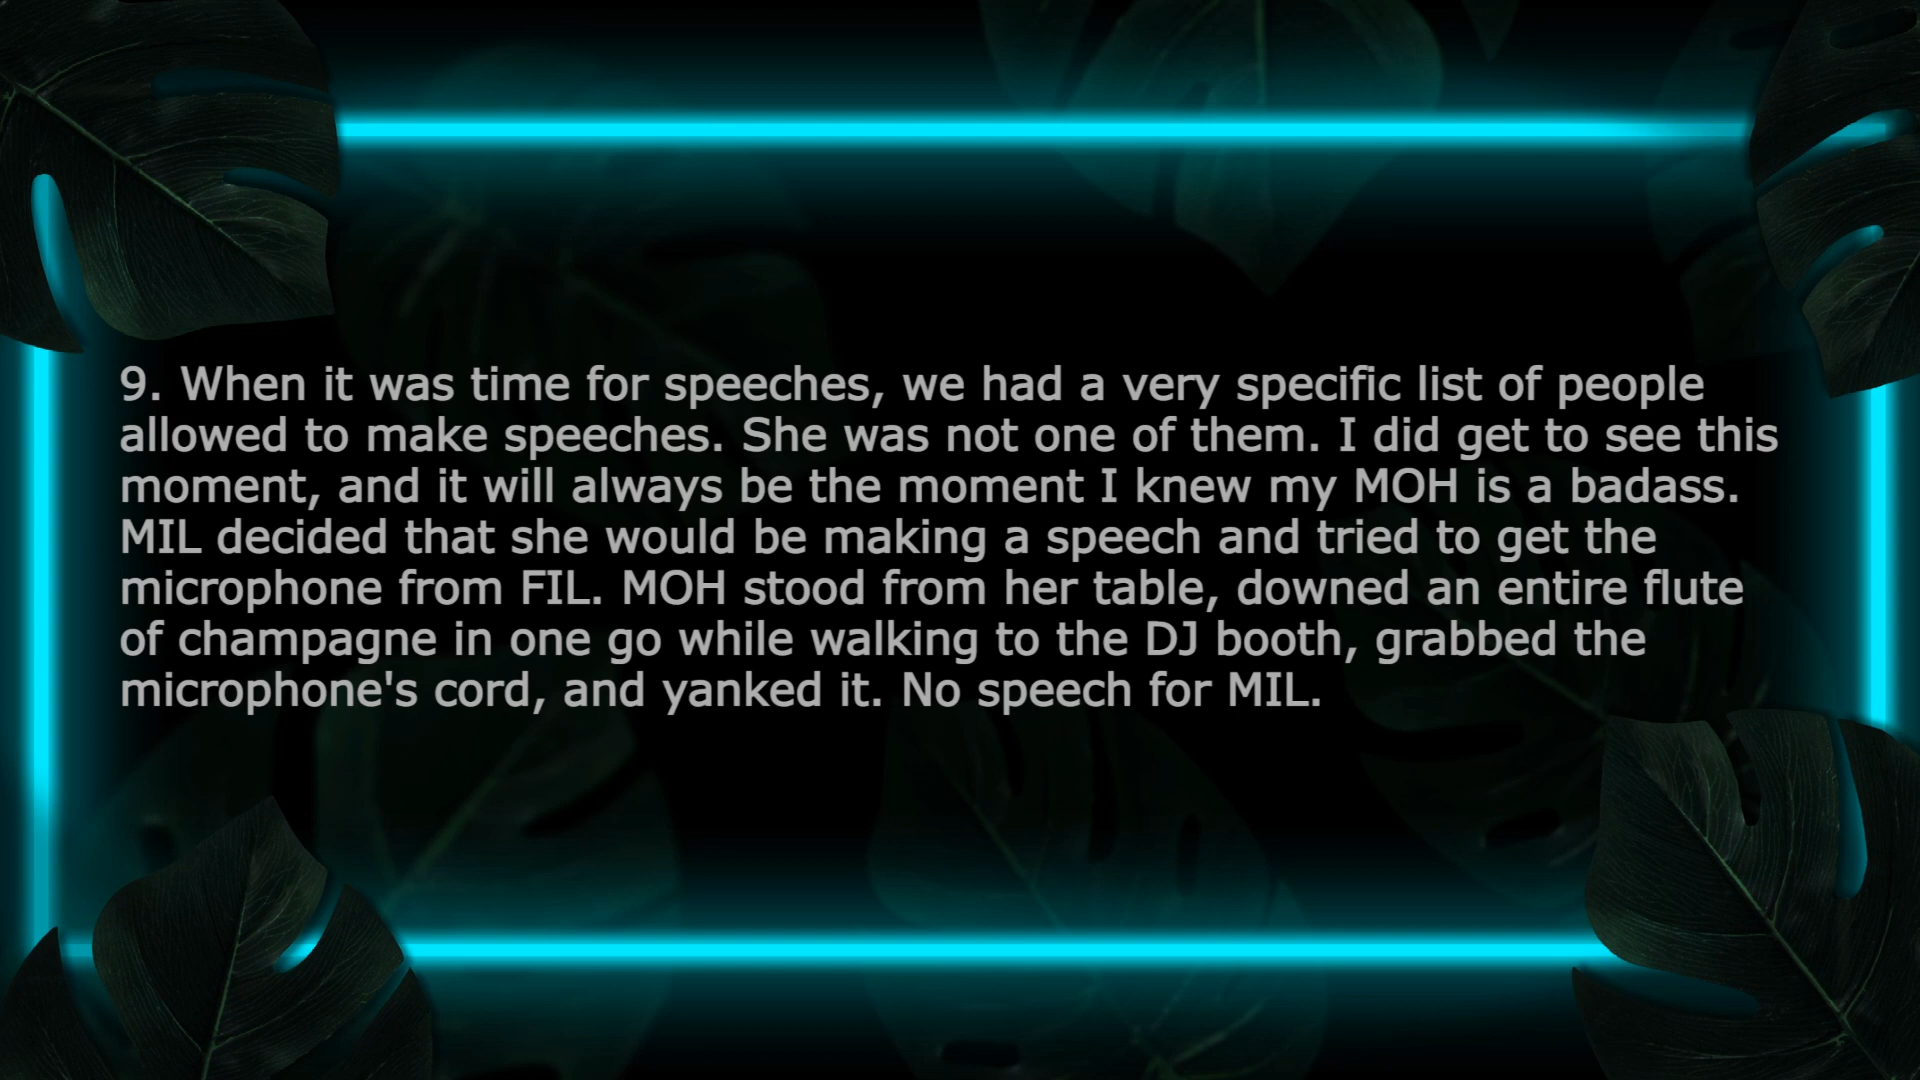 9. When it was time for speeches, we had a very specific list of people
allowed to make speeches. She was not one of them. I did get to see this
moment, and it will always be the moment I knew my MOH is a badass.
MIL decided that she would be making a speech and tried to get the
microphone from FIL. MOH stood from her table, downed an entire flute
of champagne in one go while walking to the DJ booth, grabbed the
microphone's cord, and yanked it. No speech for MIL.